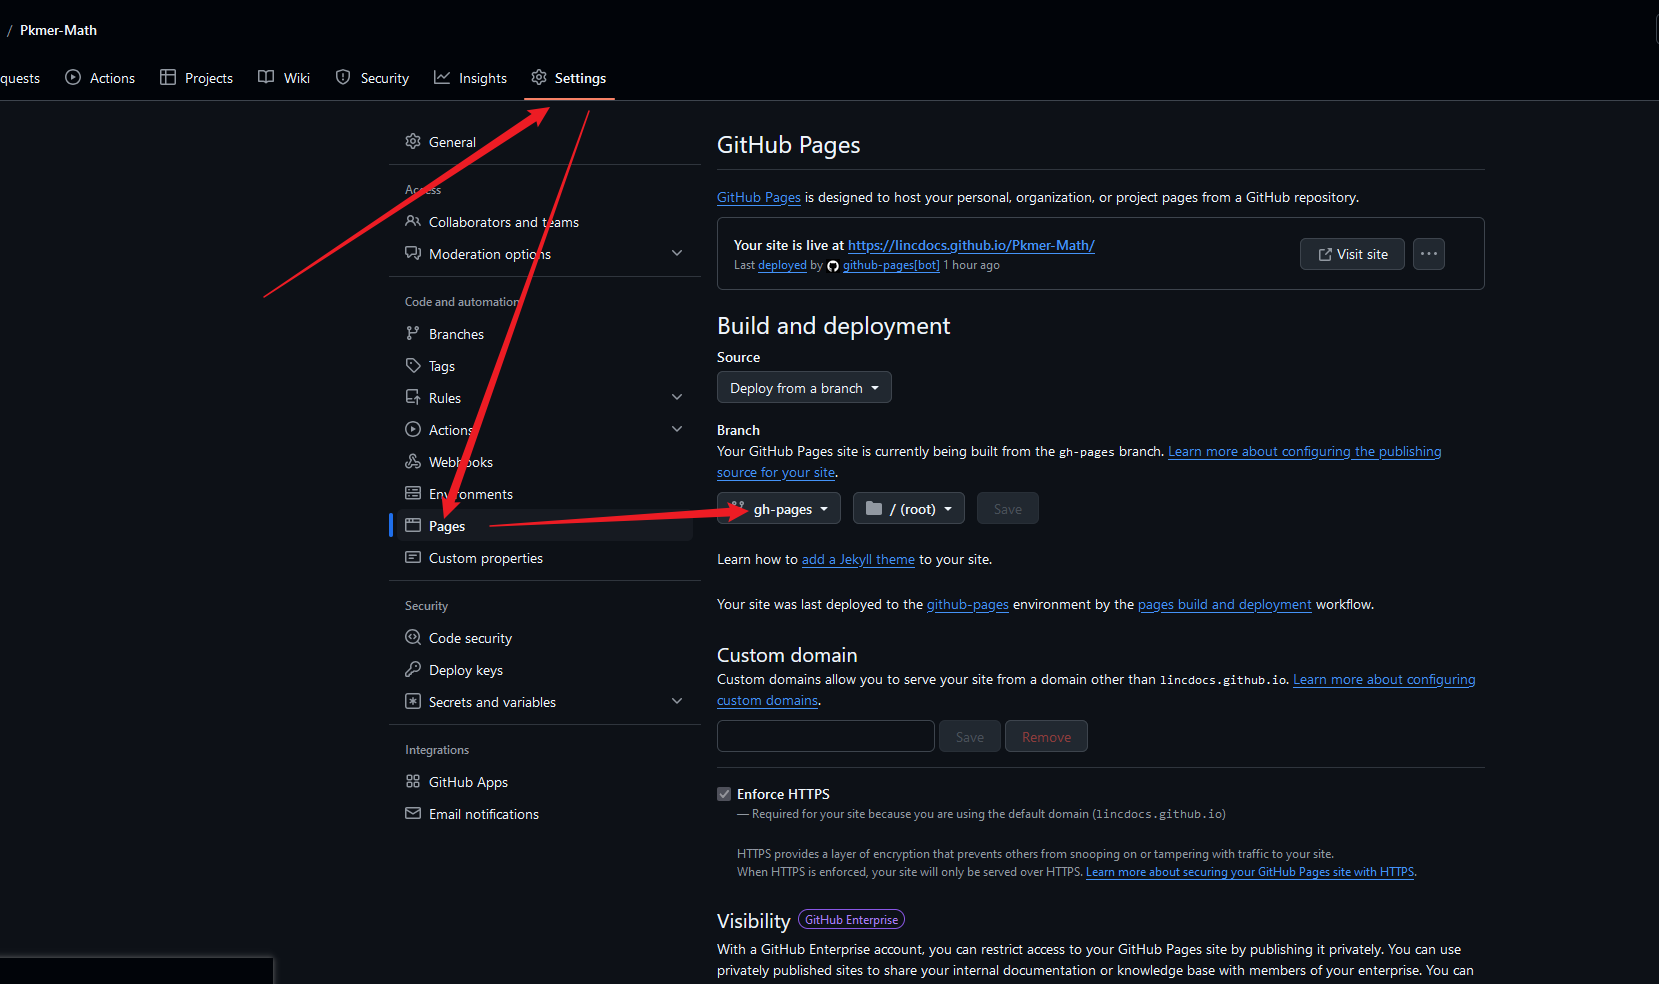 / Pkmer-Math
quests Actions Projects Wiki Security Insights Settings
General
Access
Collaborators and teams
Moderation options
Code and automation
Branches
Tags
Rules
Actions
Webhooks
Environments
Pages
Custom properties
Security
Code security
Deploy keys
Secrets and variables
Integrations
GitHub Apps
Email notifications
GitHub Pages
GitHub Pages is designed to host your personal, organization, or project pages from a GitHub repository.
Your site is live at https://lincdocs.github.io/Pkmer-Math/
Last deployed by github-pages[bot] 1 hour ago
Visit site
Build and deployment
Source
Deploy from a branch
Branch
Your GitHub Pages site is currently being built from the gh-pages branch. Learn more about configuring the publishing
source for your site.
gh-pages / (root) Save
Learn how to add a Jekyll theme to your site.
Your site was last deployed to the github-pages environment by the pages build and deployment workflow.
Custom domain
Custom domains allow you to serve your site from a domain other than lincdocs.github.io. Learn more about configuring
custom domains.
Save Remove
Enforce HTTPS
— Required for your site because you are using the default domain (lincdocs.github.io)
HTTPS provides a layer of encryption that prevents others from snooping on or tampering with traffic to your site.
When HTTPS is enforced, your site will only be served over HTTPS. Learn more about securing your GitHub Pages site with HTTPS.
Visibility GitHub Enterprise
With a GitHub Enterprise account, you can restrict access to your GitHub Pages site by publishing it privately. You can use
privately published sites to share your internal documentation or knowledge base with members of your enterprise. You can